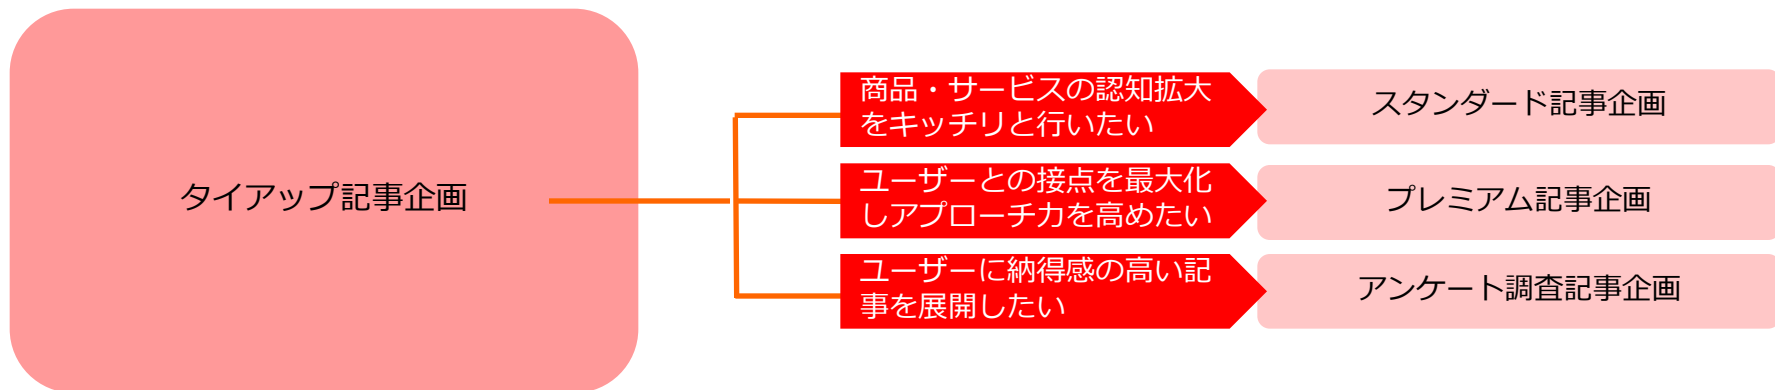 タイアップ記事企画
商品・サービスの認知拡大
をキッチリと行いたい
スタンダード記事企画
ユーザーとの接点を最大化
しアプローチ力を高めたい
プレミアム記事企画
ユーザーに納得感の高い記
事を展開したい
アンケート調査記事企画